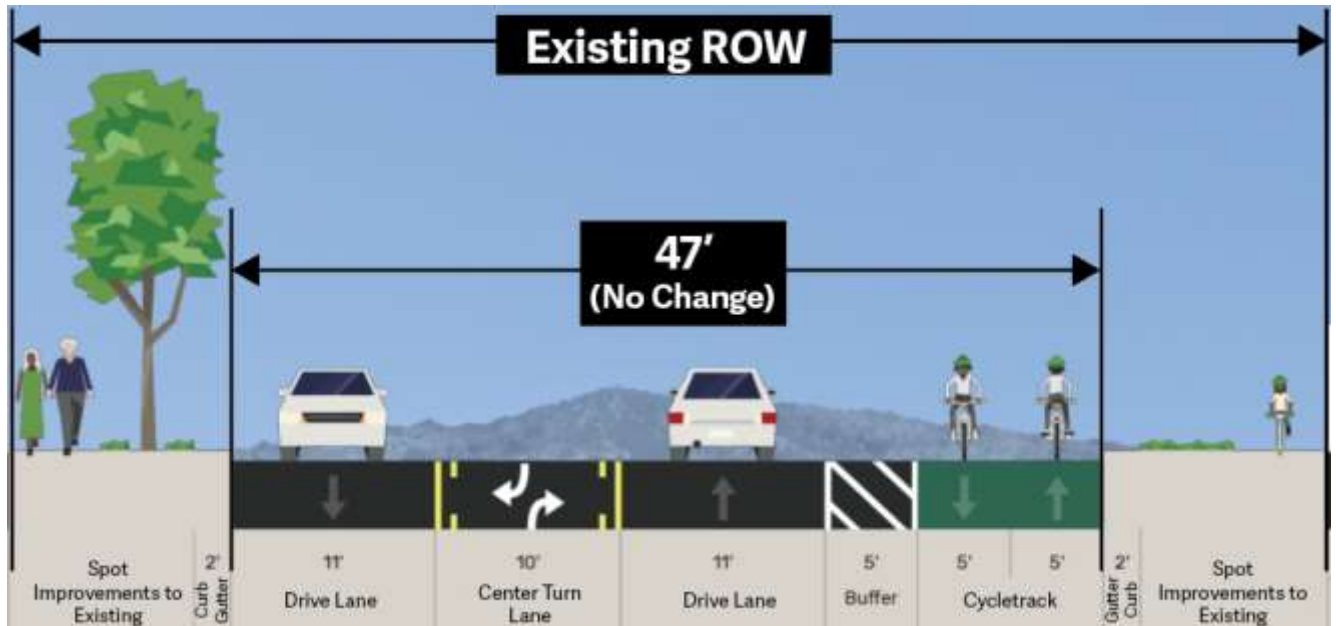 Existing ROW
47'
(No Change)
Spot
Improvements to
Existing
2'
Curb
Gutter
11'
Drive Lane
10'
Center Turn
Lane
11'
Drive Lane
5'
Buffer
5'
5'
Cycletrack
2'
Gutter
Curb
Spot
Improvements to
Existing